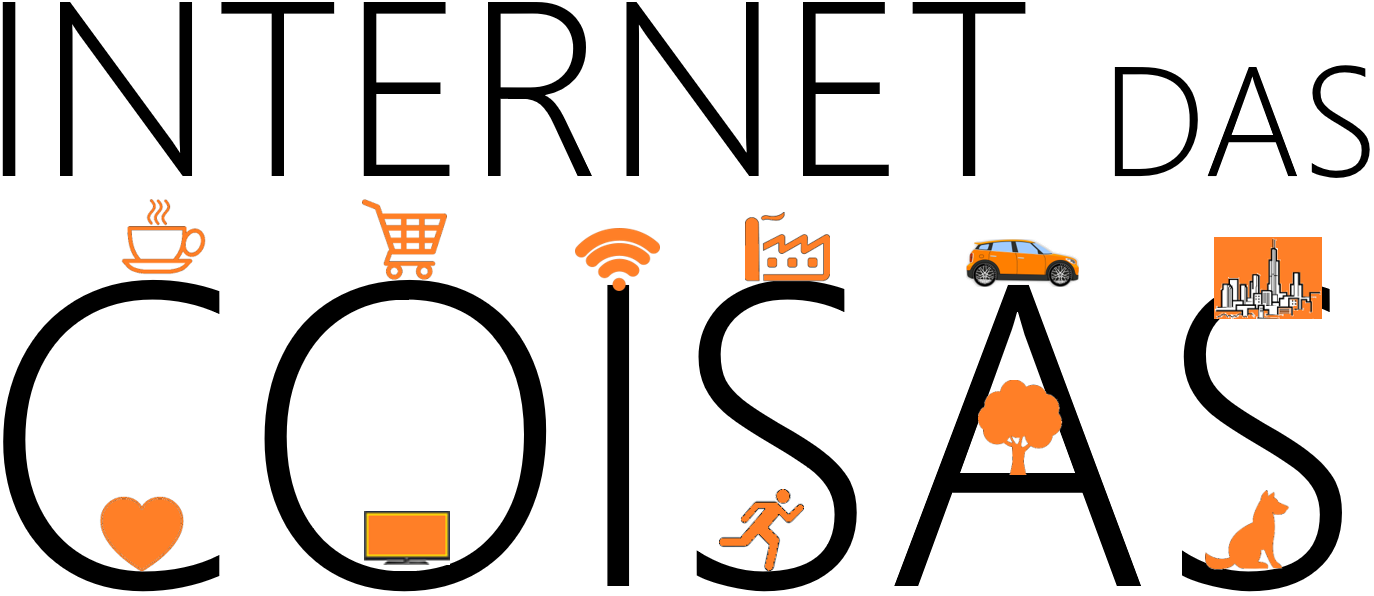 INTERNET DAS
COISAS